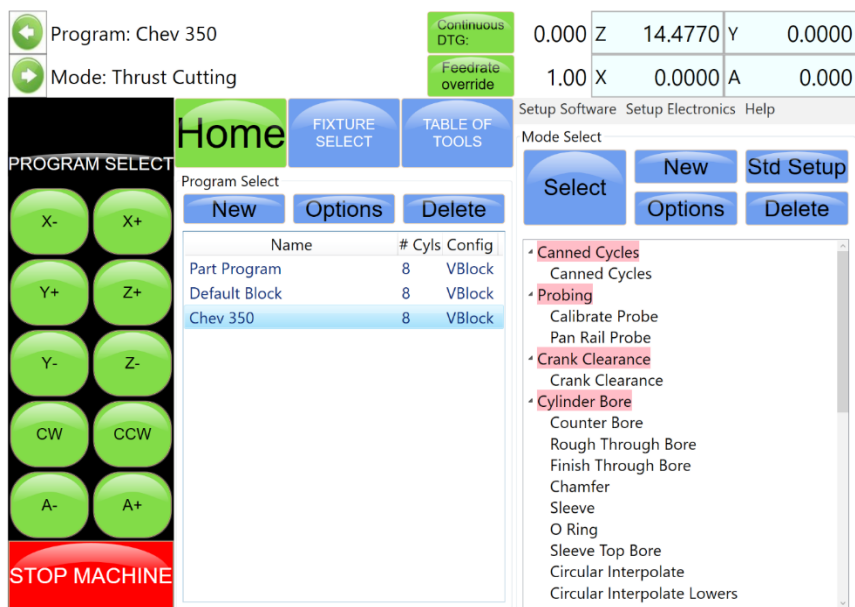 Program: Chev 350
Continuous DTG:
0.000 Z 14.4770 Y 0.0000
Mode: Thrust Cutting
Feedrate override
1.00 X 0.0000 A 0.000
PROGRAM SELECT
X- X+
Y+ Z+
Y- Z-
CW CCW
A- A+
STOP MACHINE
Home
FIXTURE SELECT
TABLE OF TOOLS
Program Select
New Options Delete
Name # Cyls Config
Part Program 8 VBlock
Default Block 8 VBlock
Chev 350 8 VBlock
Setup Software Setup Electronics Help
Mode Select
Select
New Std Setup
Options Delete
Canned Cycles
Canned Cycles
Probing
Calibrate Probe
Pan Rail Probe
Crank Clearance
Crank Clearance
Cylinder Bore
Counter Bore
Rough Through Bore
Finish Through Bore
Chamfer
Sleeve
O Ring
Sleeve Top Bore
Circular Interpolate
Circular Interpolate Lowers